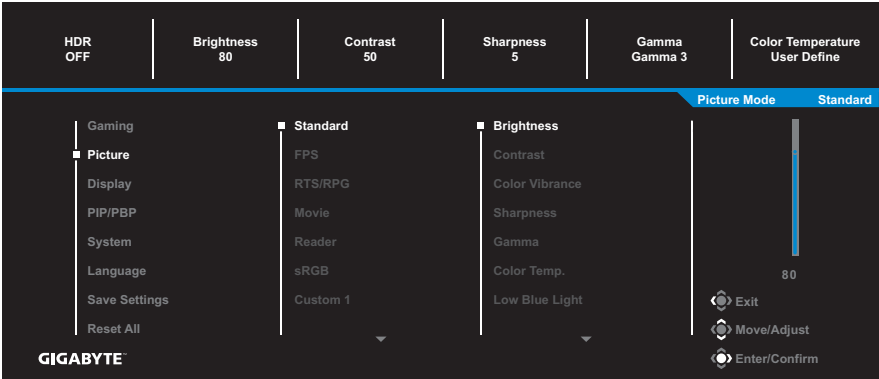 HDR
OFF
Brightness
80
Contrast
50
Sharpness
5
Gamma
Gamma 3
Color Temperature
User Define
Picture Mode Standard
Gaming
Picture
Display
PIP/PBP
System
Language
Save Settings
Reset All
Standard
FPS
RTS/RPG
Movie
Reader
sRGB
Custom 1
Brightness
Contrast
Color Vibrance
Sharpness
Gamma
Color Temp.
Low Blue Light
80
Exit
Move/Adjust
Enter/Confirm
GIGABYTE™